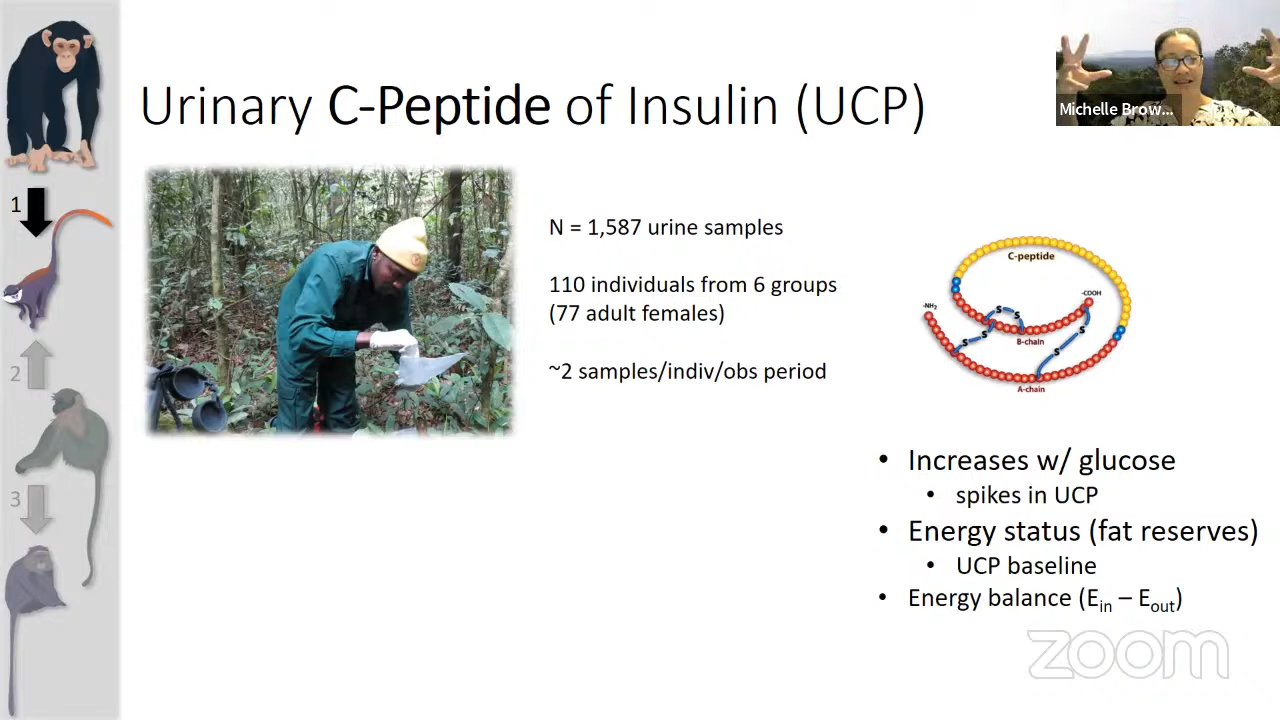 Urinary C-Peptide of Insulin (UCP)
Michelle Brow...
1
2
3
N = 1,587 urine samples
110 individuals from 6 groups
(77 adult females)
~2 samples/indiv/obs period
C-peptide
-NH2
-COOH
S S
S S
S
S
B-chain
A-chain
• Increases w/ glucose
• spikes in UCP
• Energy status (fat reserves)
• UCP baseline
• Energy balance (Ein – Eout)
zoom